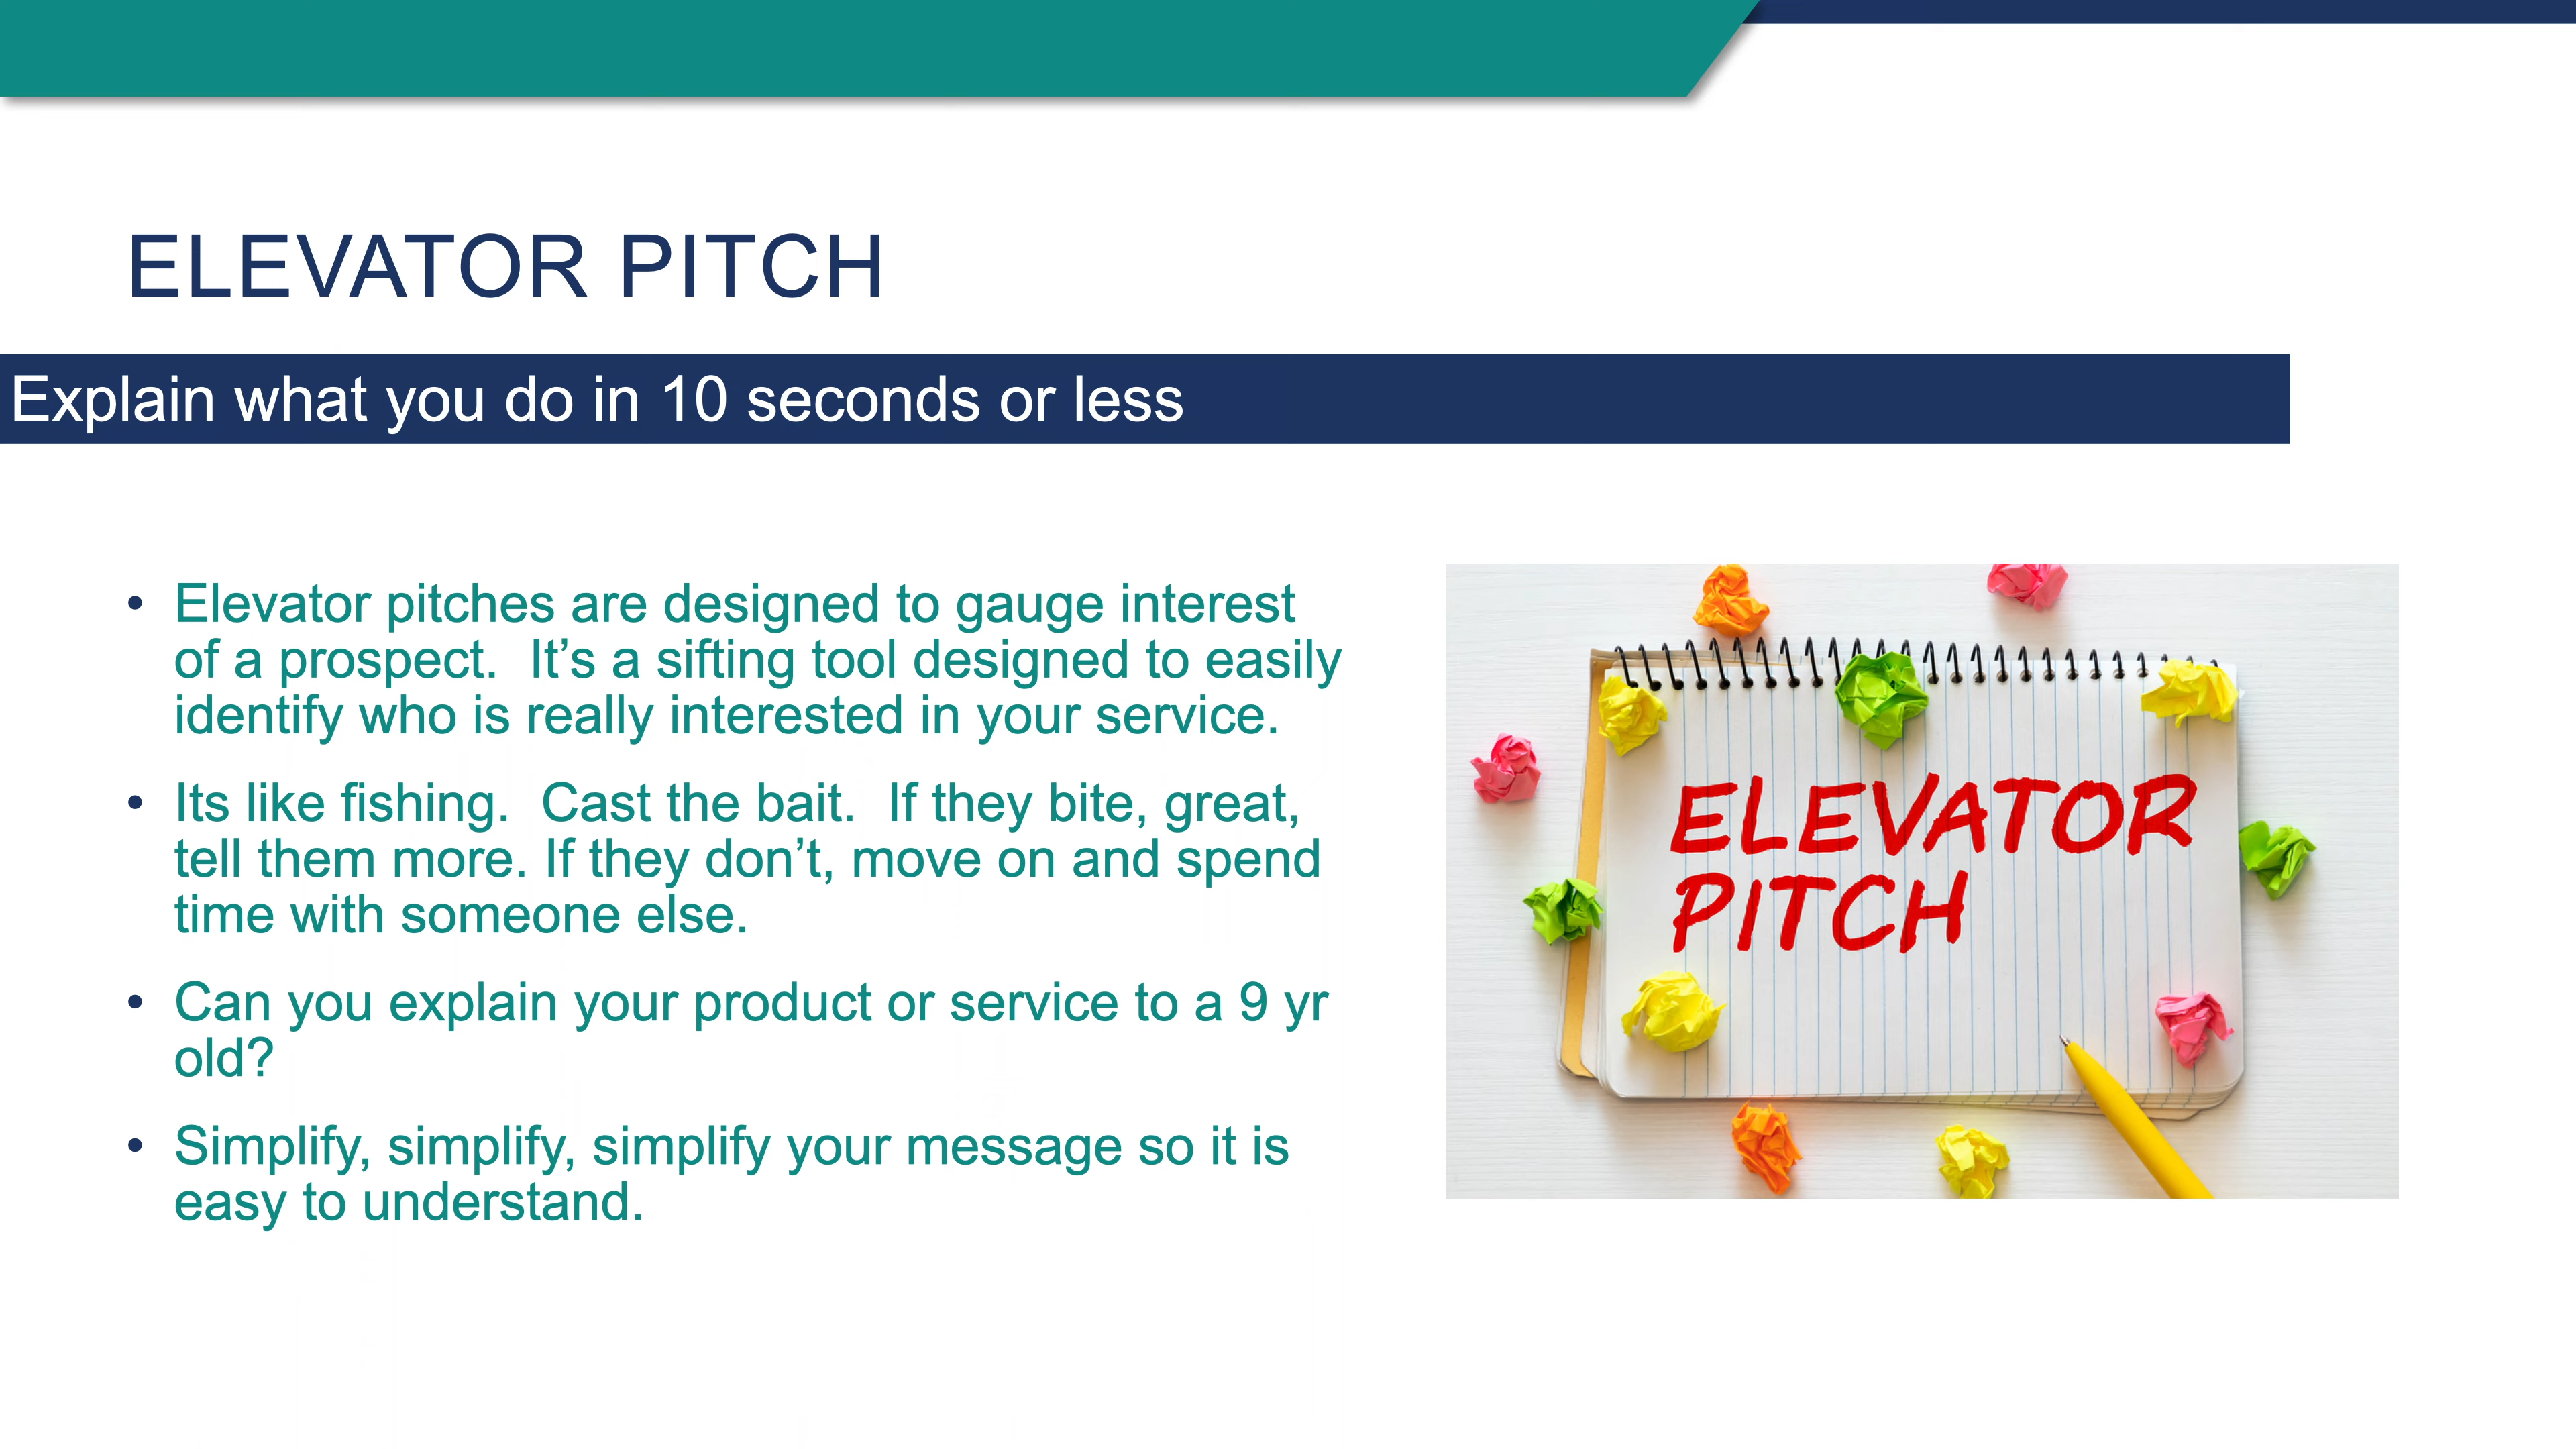 ELEVATOR PITCH
Explain what you do in 10 seconds or less
• Elevator pitches are designed to gauge interest
of a prospect.  It’s a sifting tool designed to easily
identify who is really interested in your service.
• Its like fishing.  Cast the bait.  If they bite, great,
tell them more. If they don’t, move on and spend
time with someone else.
• Can you explain your product or service to a 9 yr
old?
• Simplify, simplify, simplify your message so it is
easy to understand.
ELEVATOR
PITCH